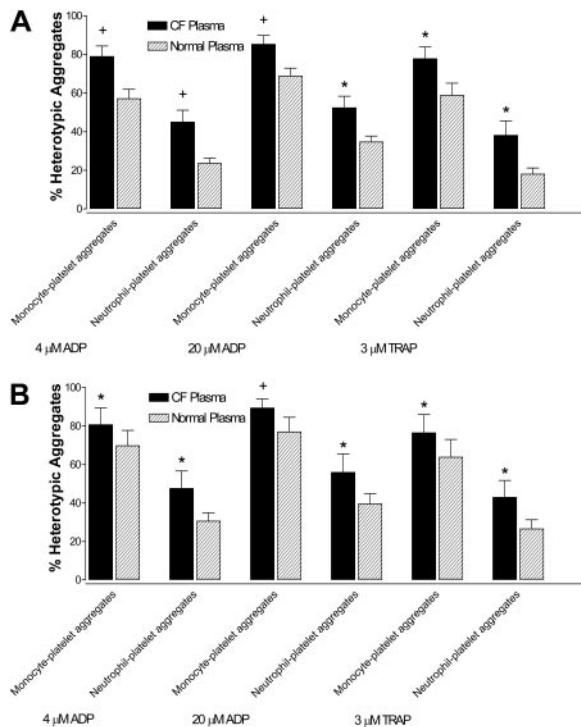 A
% Heterotypic Aggregates
100
80
60
40
20
0
CF Plasma
Normal Plasma
+
+
+
*
*
*
Monocyte-platelet aggregates
Neutrophil-platelet aggregates
Monocyte-platelet aggregates
Neutrophil-platelet aggregates
Monocyte-platelet aggregates
Neutrophil-platelet aggregates
4 μM ADP
20 μM ADP
3 μM TRAP
B
% Heterotypic Aggregates
100
80
60
40
20
0
CF Plasma
Normal Plasma
*
*
+
*
*
*
Monocyte-platelet aggregates
Neutrophil-platelet aggregates
Monocyte-platelet aggregates
Neutrophil-platelet aggregates
Monocyte-platelet aggregates
Neutrophil-platelet aggregates
4 μM ADP
20 μM ADP
3 μM TRAP